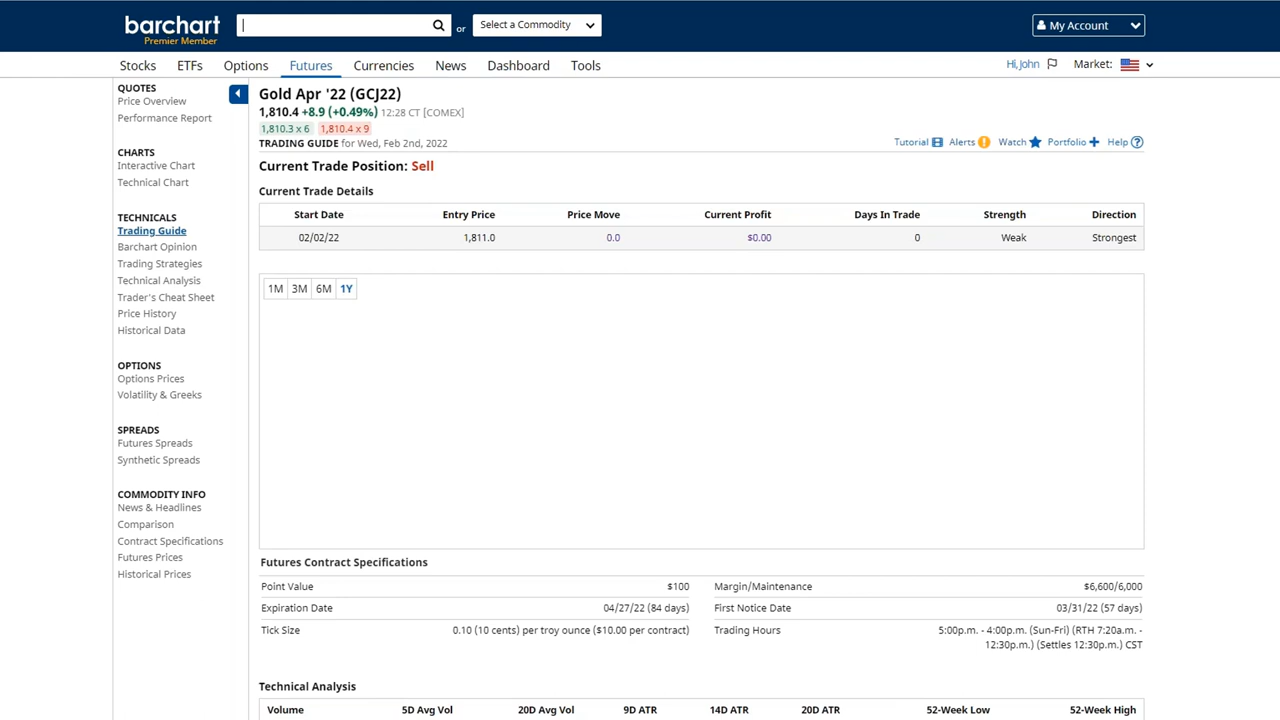 barchart
Premier Member
or
Select a Commodity
My Account
Stocks ETFs Options Futures Currencies News Dashboard Tools
Hi, John Market:
QUOTES
Price Overview
Performance Report
CHARTS
Interactive Chart
Technical Chart
TECHNICALS
Trading Guide
Barchart Opinion
Trading Strategies
Technical Analysis
Trader's Cheat Sheet
Price History
Historical Data
OPTIONS
Options Prices
Volatility & Greeks
SPREADS
Futures Spreads
Synthetic Spreads
COMMODITY INFO
News & Headlines
Comparison
Contract Specifications
Futures Prices
Historical Prices
Gold Apr '22 (GCJ22)
1,810.4 +8.9 (+0.49%) 12:28 CT [COMEX]
1,810.3 x 6 1,810.4 x 9
TRADING GUIDE for Wed, Feb 2nd, 2022
Tutorial Alerts Watch Portfolio Help
Current Trade Position: Sell
Current Trade Details
Start Date Entry Price Price Move Current Profit Days In Trade Strength Direction
02/02/22 1,811.0 0.0 $0.00 0 Weak Strongest
1M 3M 6M 1Y
Futures Contract Specifications
Point Value $100 Margin/Maintenance $6,600/6,000
Expiration Date 04/27/22 (84 days) First Notice Date 03/31/22 (57 days)
Tick Size 0.10 (10 cents) per troy ounce ($10.00 per contract) Trading Hours 5:00p.m. - 4:00p.m. (Sun-Fri) (RTH 7:20a.m. -
12:30p.m.) (Settles 12:30p.m.) CST
Technical Analysis
Volume 5D Avg Vol 20D Avg Vol 9D ATR 14D ATR 20D ATR 52-Week Low 52-Week High